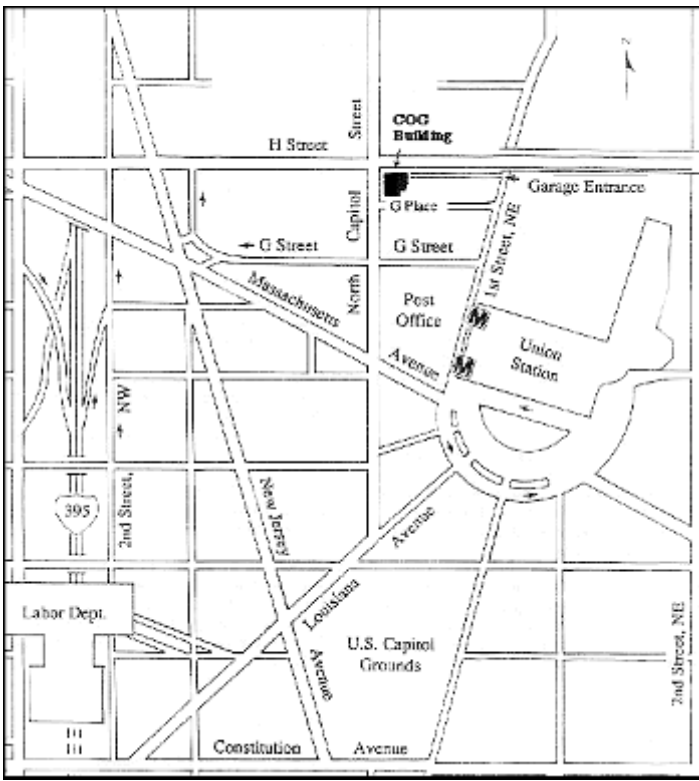 Z
COG
Building
H Street
Street
Garage Entrance
G Place
G Street
Capitol
G Street
1st Street, NE
Massachusetts
North
Post
Office
M
Union
Station
Avenue
M
NW
2nd Street,
395
New Jersey
Avenue
Louisiana
Labor Dept.
U.S. Capitol
Grounds
Avenue
2nd Street, NE
Constitution
Avenue